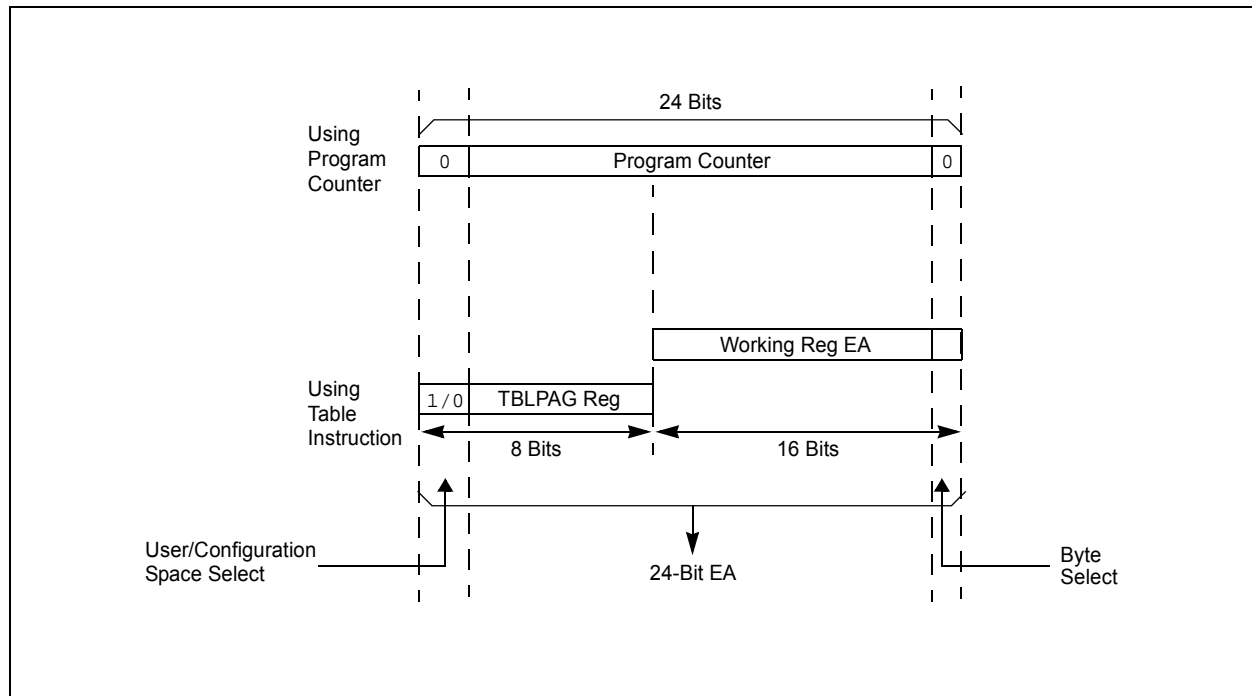 24 Bits
Using
Program
Counter
0
Program Counter
0
Working Reg EA
Using
Table
Instruction
1/0
TBLPAG Reg
8 Bits
16 Bits
User/Configuration
Space Select
24-Bit EA
Byte
Select